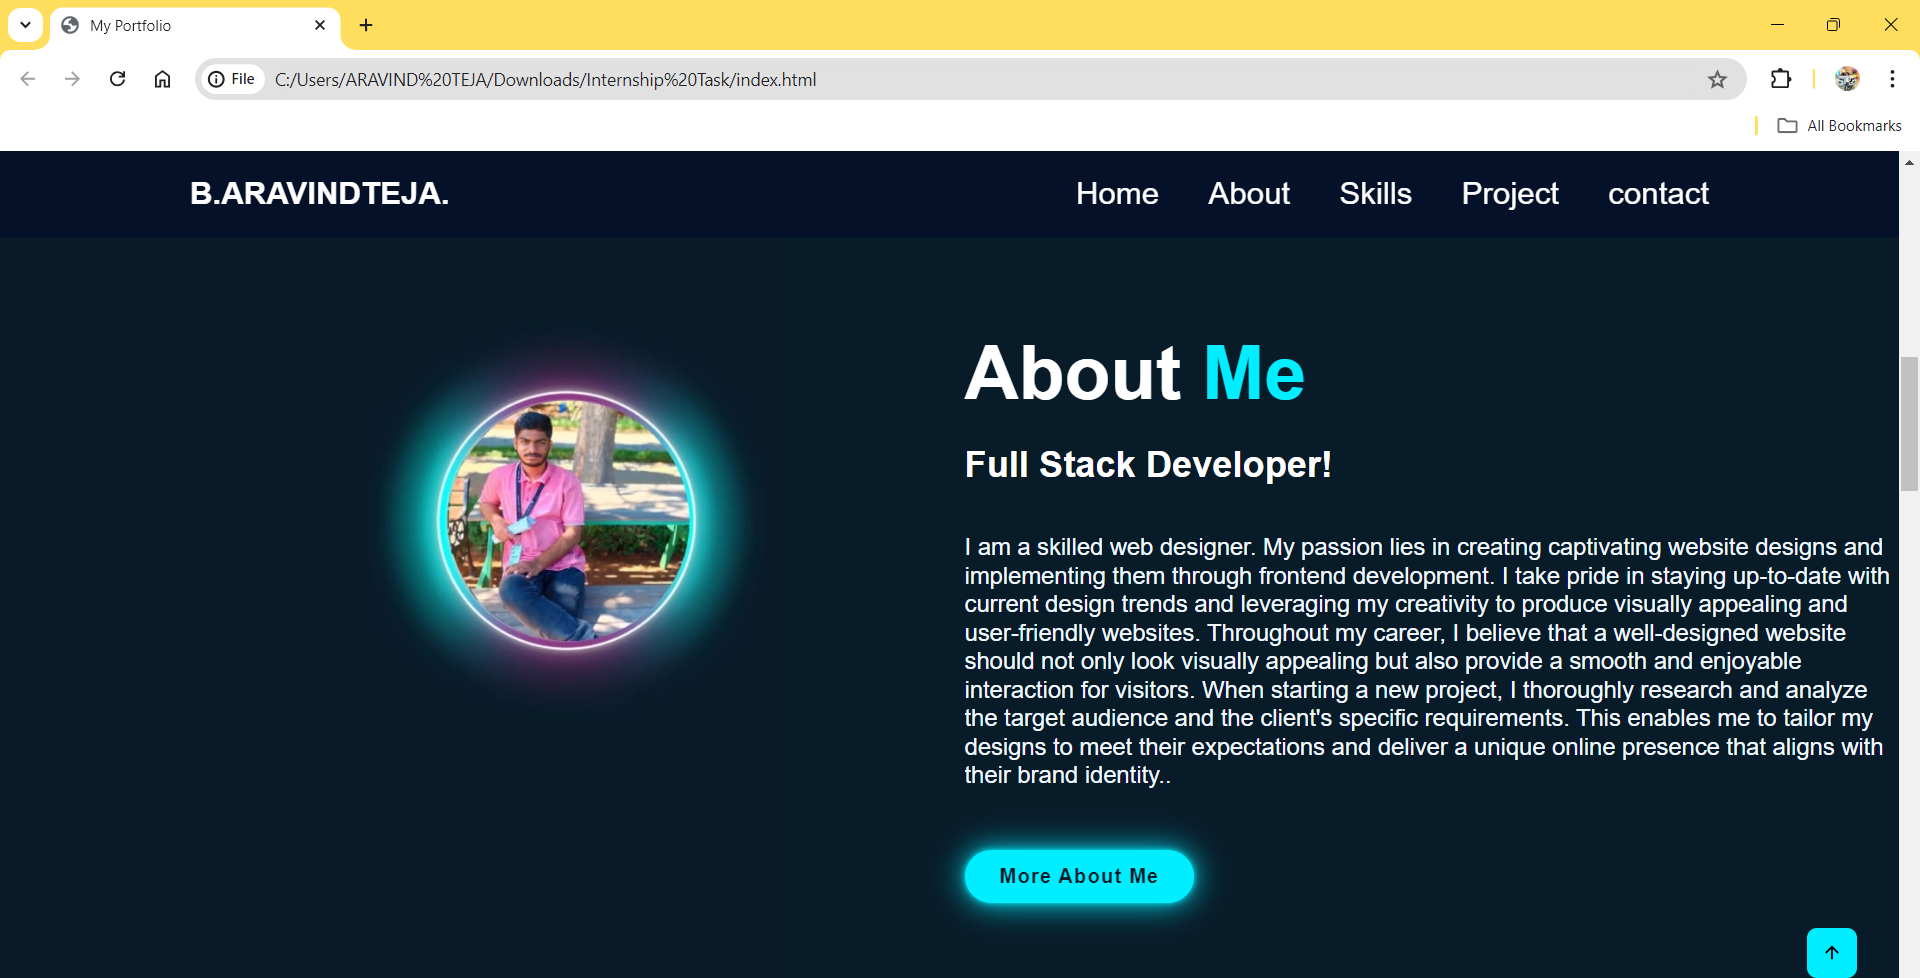 My Portfolio
File C:/Users/ARAVIND%20TEJA/Downloads/Internship%20Task/index.html
All Bookmarks
B.ARAVINDTEJA. Home About Skills Project contact
About Me
Full Stack Developer!
I am a skilled web designer. My passion lies in creating captivating website designs and
implementing them through frontend development. I take pride in staying up-to-date with
current design trends and leveraging my creativity to produce visually appealing and
user-friendly websites. Throughout my career, I believe that a well-designed website
should not only look visually appealing but also provide a smooth and enjoyable
interaction for visitors. When starting a new project, I thoroughly research and analyze
the target audience and the client's specific requirements. This enables me to tailor my
designs to meet their expectations and deliver a unique online presence that aligns with
their brand identity..
More About Me